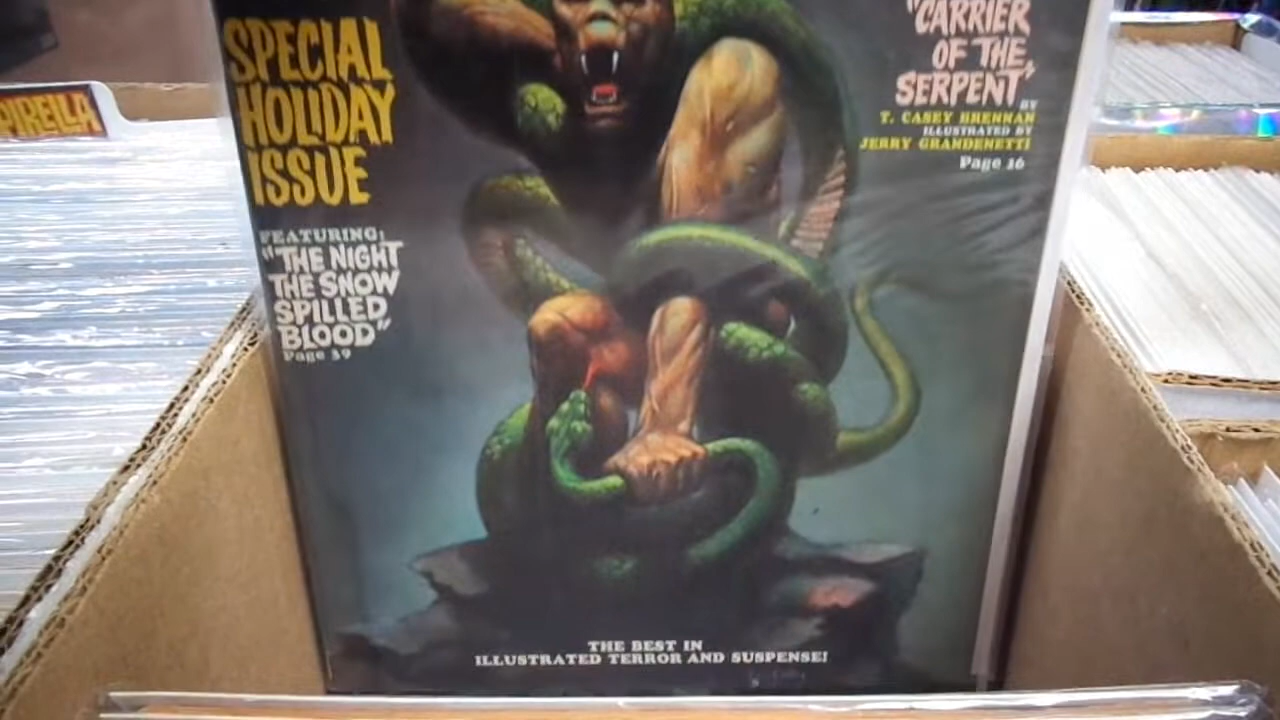 SPECIAL
HOLIDAY
ISSUE
FEATURING:
"THE NIGHT
THE SNOW
SPILLED
BLOOD"
Page 39
"CARRIER
OF THE
SERPENT"
BY
T. CASEY BRENNAN
ILLUSTRATED BY
JERRY GRANDENETTI
Page 16
PIRELLA
THE BEST IN
ILLUSTRATED TERROR AND SUSPENSE!